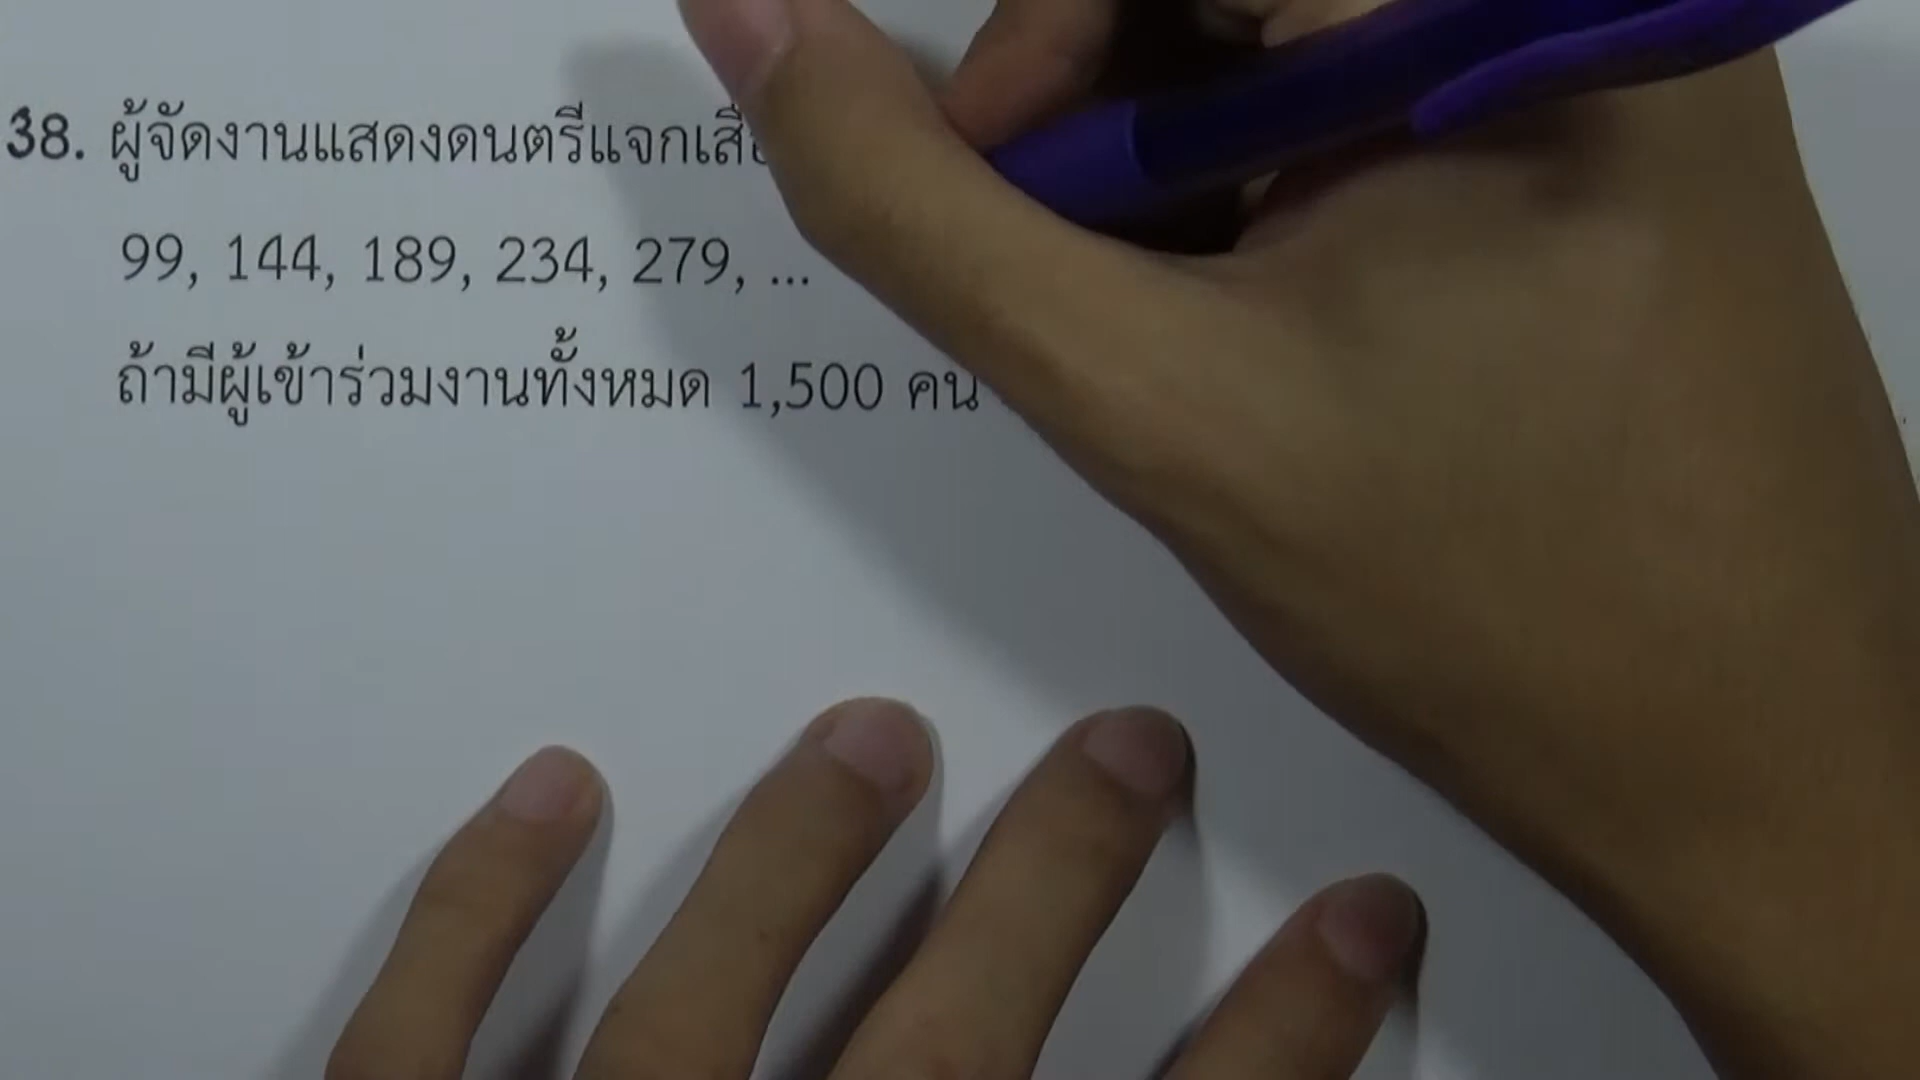 38. ผู้จัดงานแสดงดนตรีแจก
99, 144, 189, 234, 279, ...
ถ้ามีผู้เข้าร่วมงานทั้งหมด 1,500 คน